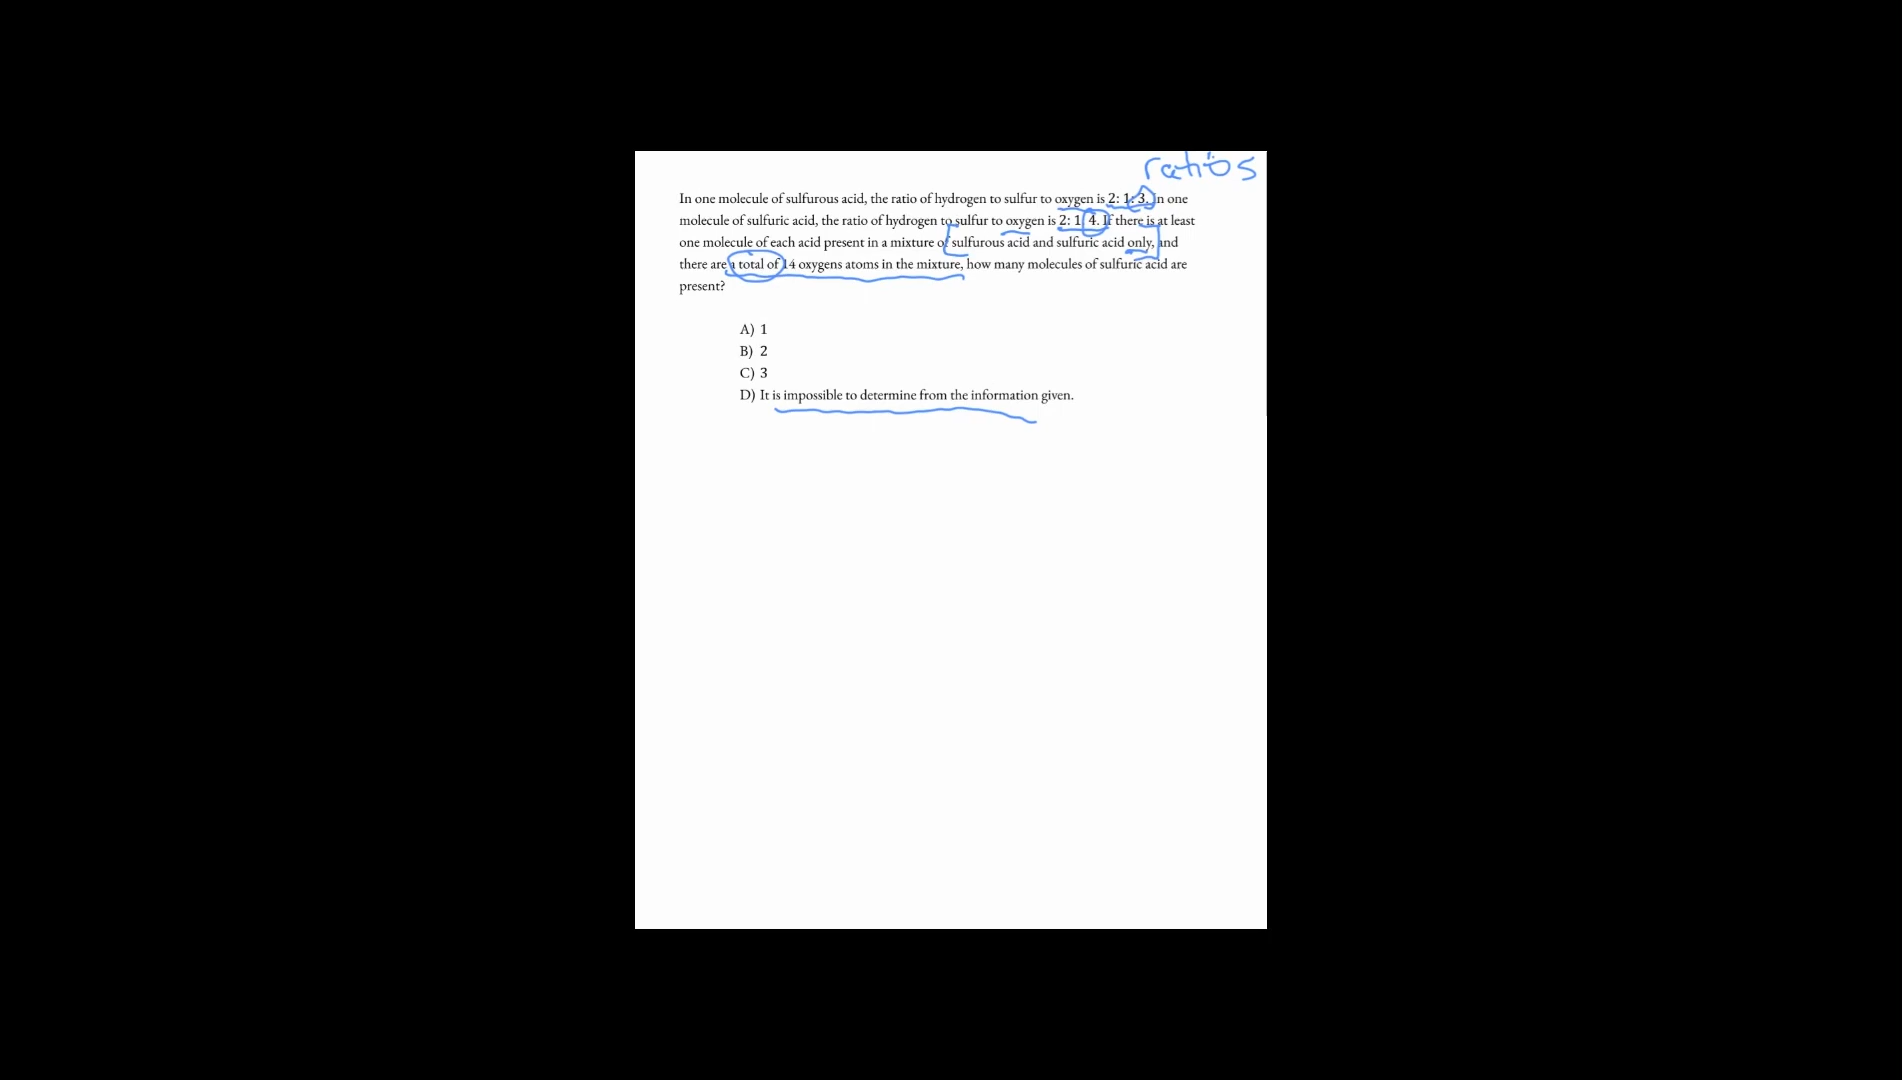 ratios
In one molecule of sulfurous acid, the ratio of hydrogen to sulfur to oxygen is 2: 1: 3. In one
molecule of sulfuric acid, the ratio of hydrogen to sulfur to oxygen is 2: 1: 4. If there is at least
one molecule of each acid present in a mixture of sulfurous acid and sulfuric acid only, and
there are a total of 14 oxygens atoms in the mixture, how many molecules of sulfuric acid are
present?
A) 1
B) 2
C) 3
D) It is impossible to determine from the information given.